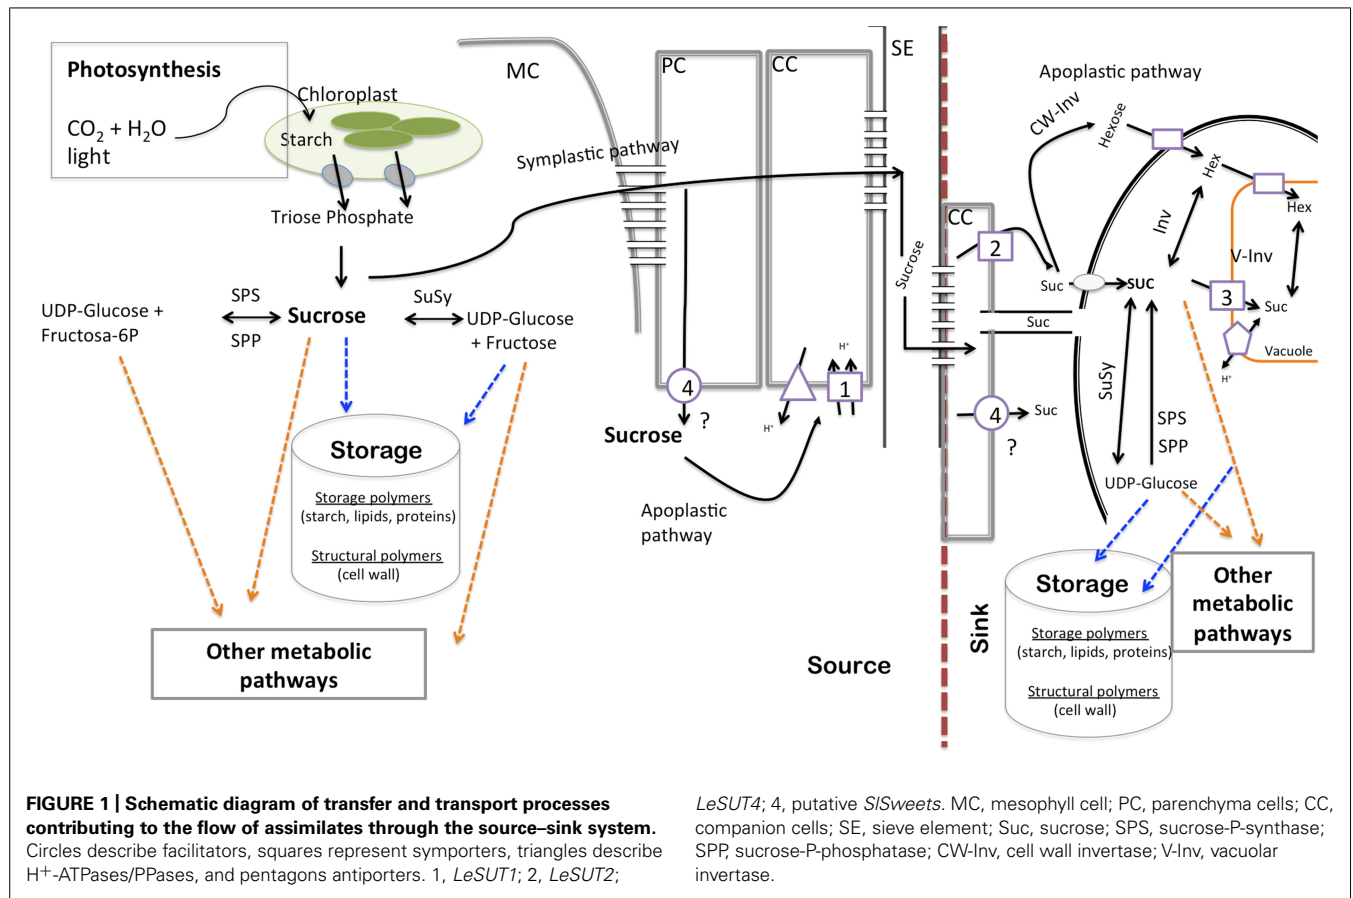 Photosynthesis
CO2 + H2O
light
Chloroplast
Starch
Triose Phosphate
MC
Symplastic pathway
PC
CC
SE
UDP-Glucose +
Fructosa-6P
SPS
SPP
Sucrose
SuSy
UDP-Glucose
+ Fructose
Storage
Storage polymers
(starch, lipids, proteins)
Structural polymers
(cell wall)
Other metabolic
pathways
4
?
Sucrose
Apoplastic
pathway
H+
H+
1
Source
Sink
Sucrose
CC
2
Suc
Suc
4
Suc
?
Apoplastic pathway
CW-Inv
Hexose
Hex
Hex
Inv
V-Inv
SUC
3
Suc
H+
Vacuole
SuSy
SPS
SPP
UDP-Glucose
Storage
Storage polymers
(starch, lipids, proteins)
Structural polymers
(cell wall)
Other
metabolic
pathways
FIGURE 1 | Schematic diagram of transfer and transport processes
contributing to the flow of assimilates through the source–sink system.
Circles describe facilitators, squares represent symporters, triangles describe
H+-ATPases/PPases, and pentagons antiporters. 1, LeSUT1; 2, LeSUT2;
LeSUT4; 4, putative SlSweets. MC, mesophyll cell; PC, parenchyma cells; CC,
companion cells; SE, sieve element; Suc, sucrose; SPS, sucrose-P-synthase;
SPP, sucrose-P-phosphatase; CW-Inv, cell wall invertase; V-Inv, vacuolar
invertase.